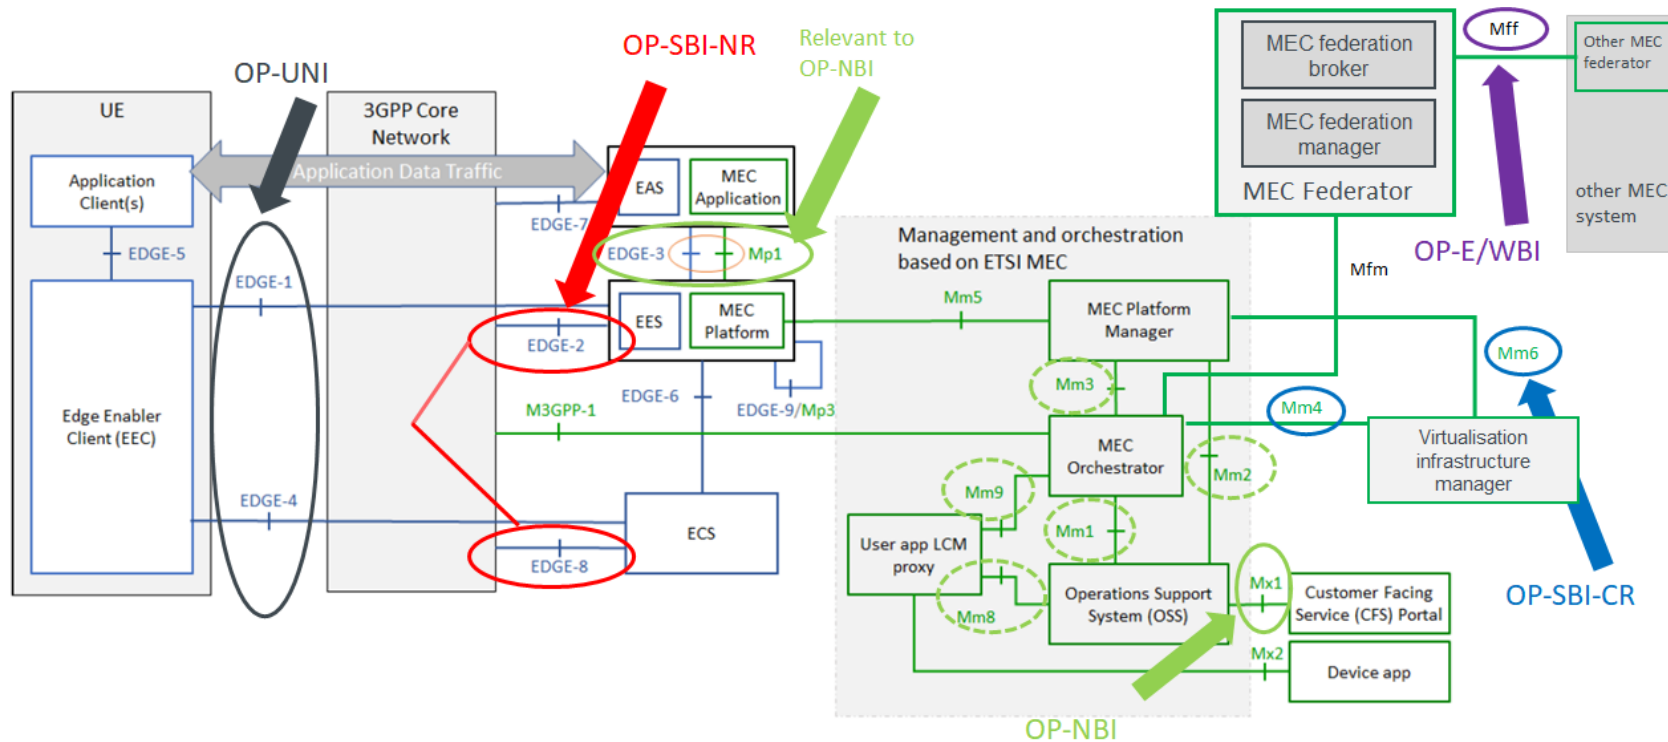 OP-UNI
OP-SBI-NR
Relevant to
OP-NBI
UE
3GPP Core
Network
Application Data Traffic
Application
Client(s)
EDGE-5
Edge Enabler
Client (EEC)
EDGE-1
EDGE-4
EAS
MEC
Application
EDGE-7
EDGE-3
Mp1
EES
MEC
Platform
EDGE-2
EDGE-6
EDGE-9/Mp3
M3GPP-1
ECS
EDGE-8
Management and orchestration
based on ETSI MEC
Mm5
MEC Platform
Manager
Mm3
MEC
Orchestrator
Mm2
Mm9
Mm1
User app LCM
proxy
Mm8
Operations Support
System (OSS)
Mx1
Customer Facing
Service (CFS) Portal
Mx2
Device app
OP-NBI
MEC federation
broker
MEC federation
manager
MEC Federator
Mfm
Mff
Other MEC
federator
other MEC
system
OP-E/WBI
Mm6
Mm4
Virtualisation
infrastructure
manager
OP-SBI-CR